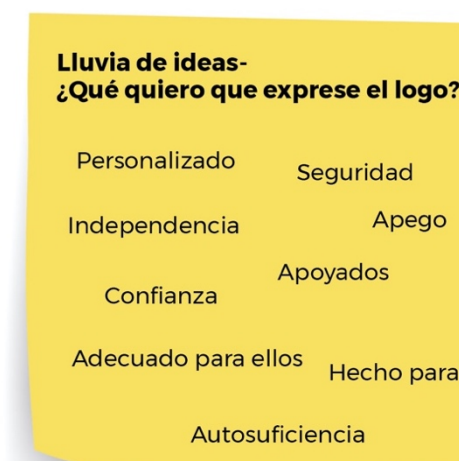 Lluvia de ideas-
¿Qué quiero que exprese el logo?
Personalizado
Seguridad
Independencia
Apego
Apoyados
Confianza
Adecuado para ellos
Hecho para
Autosuficiencia